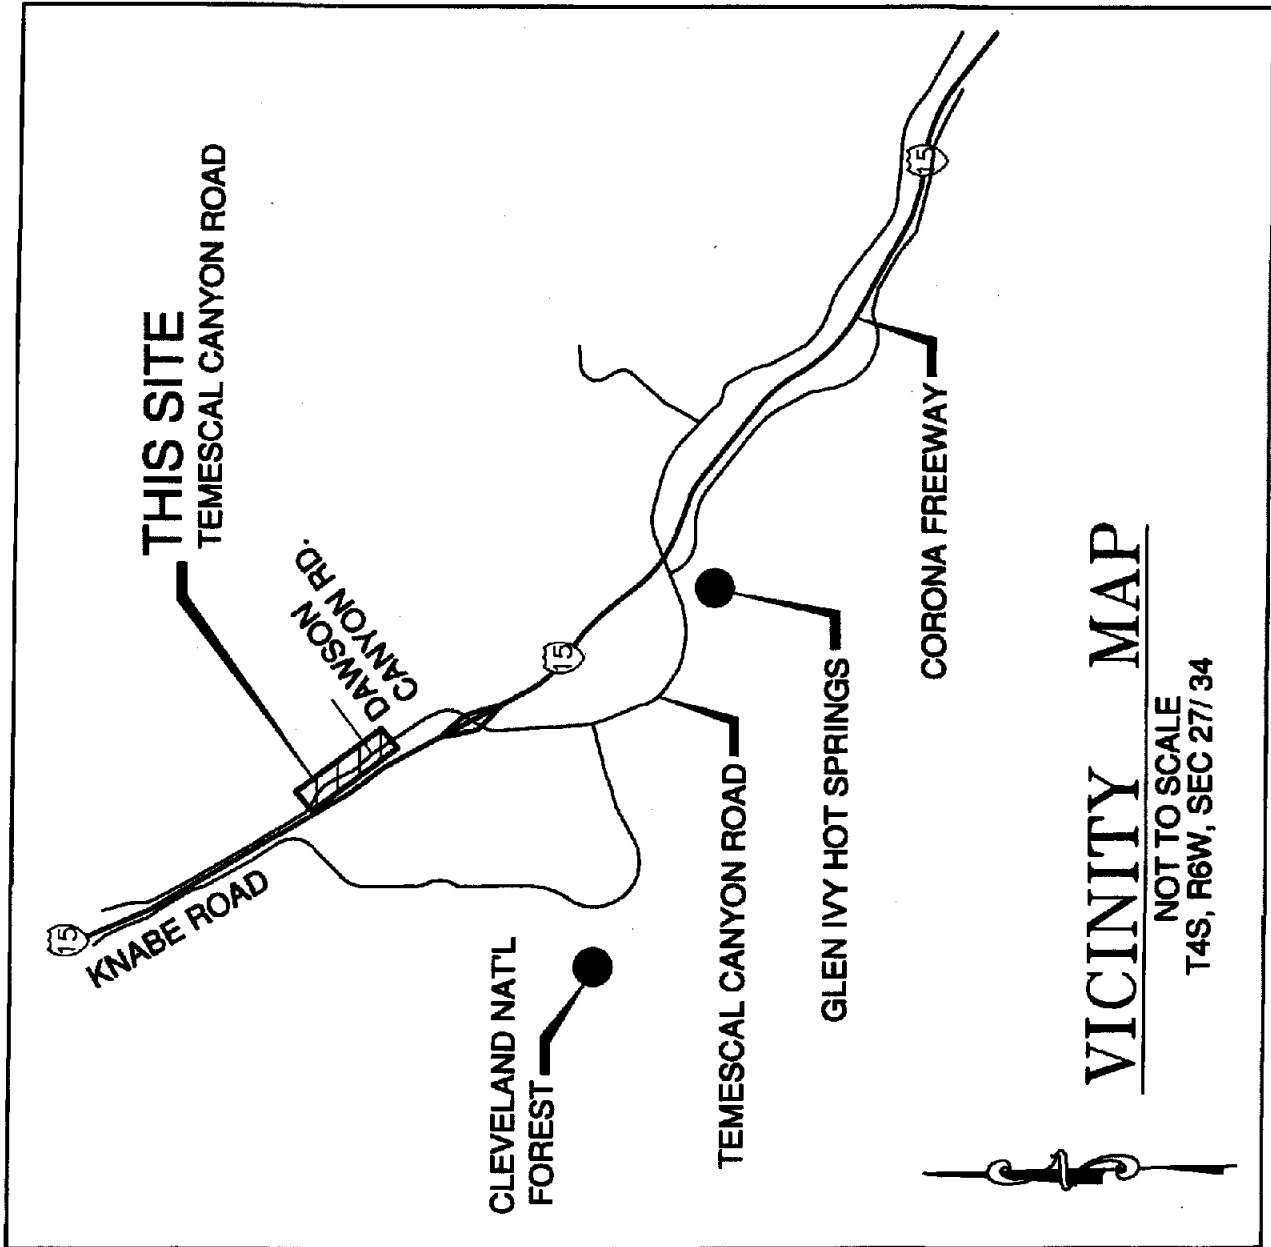 THIS SITE
TEMESCAL CANYON ROAD
DAWSON
CANYON RD.
15
KNABE ROAD
15
15
CLEVELAND NAT'L
FOREST
TEMESCAL CANYON ROAD
GLEN IVY HOT SPRINGS
CORONA FREEWAY
VICINITY MAP
NOT TO SCALE
T4S, R6W, SEC 27/34